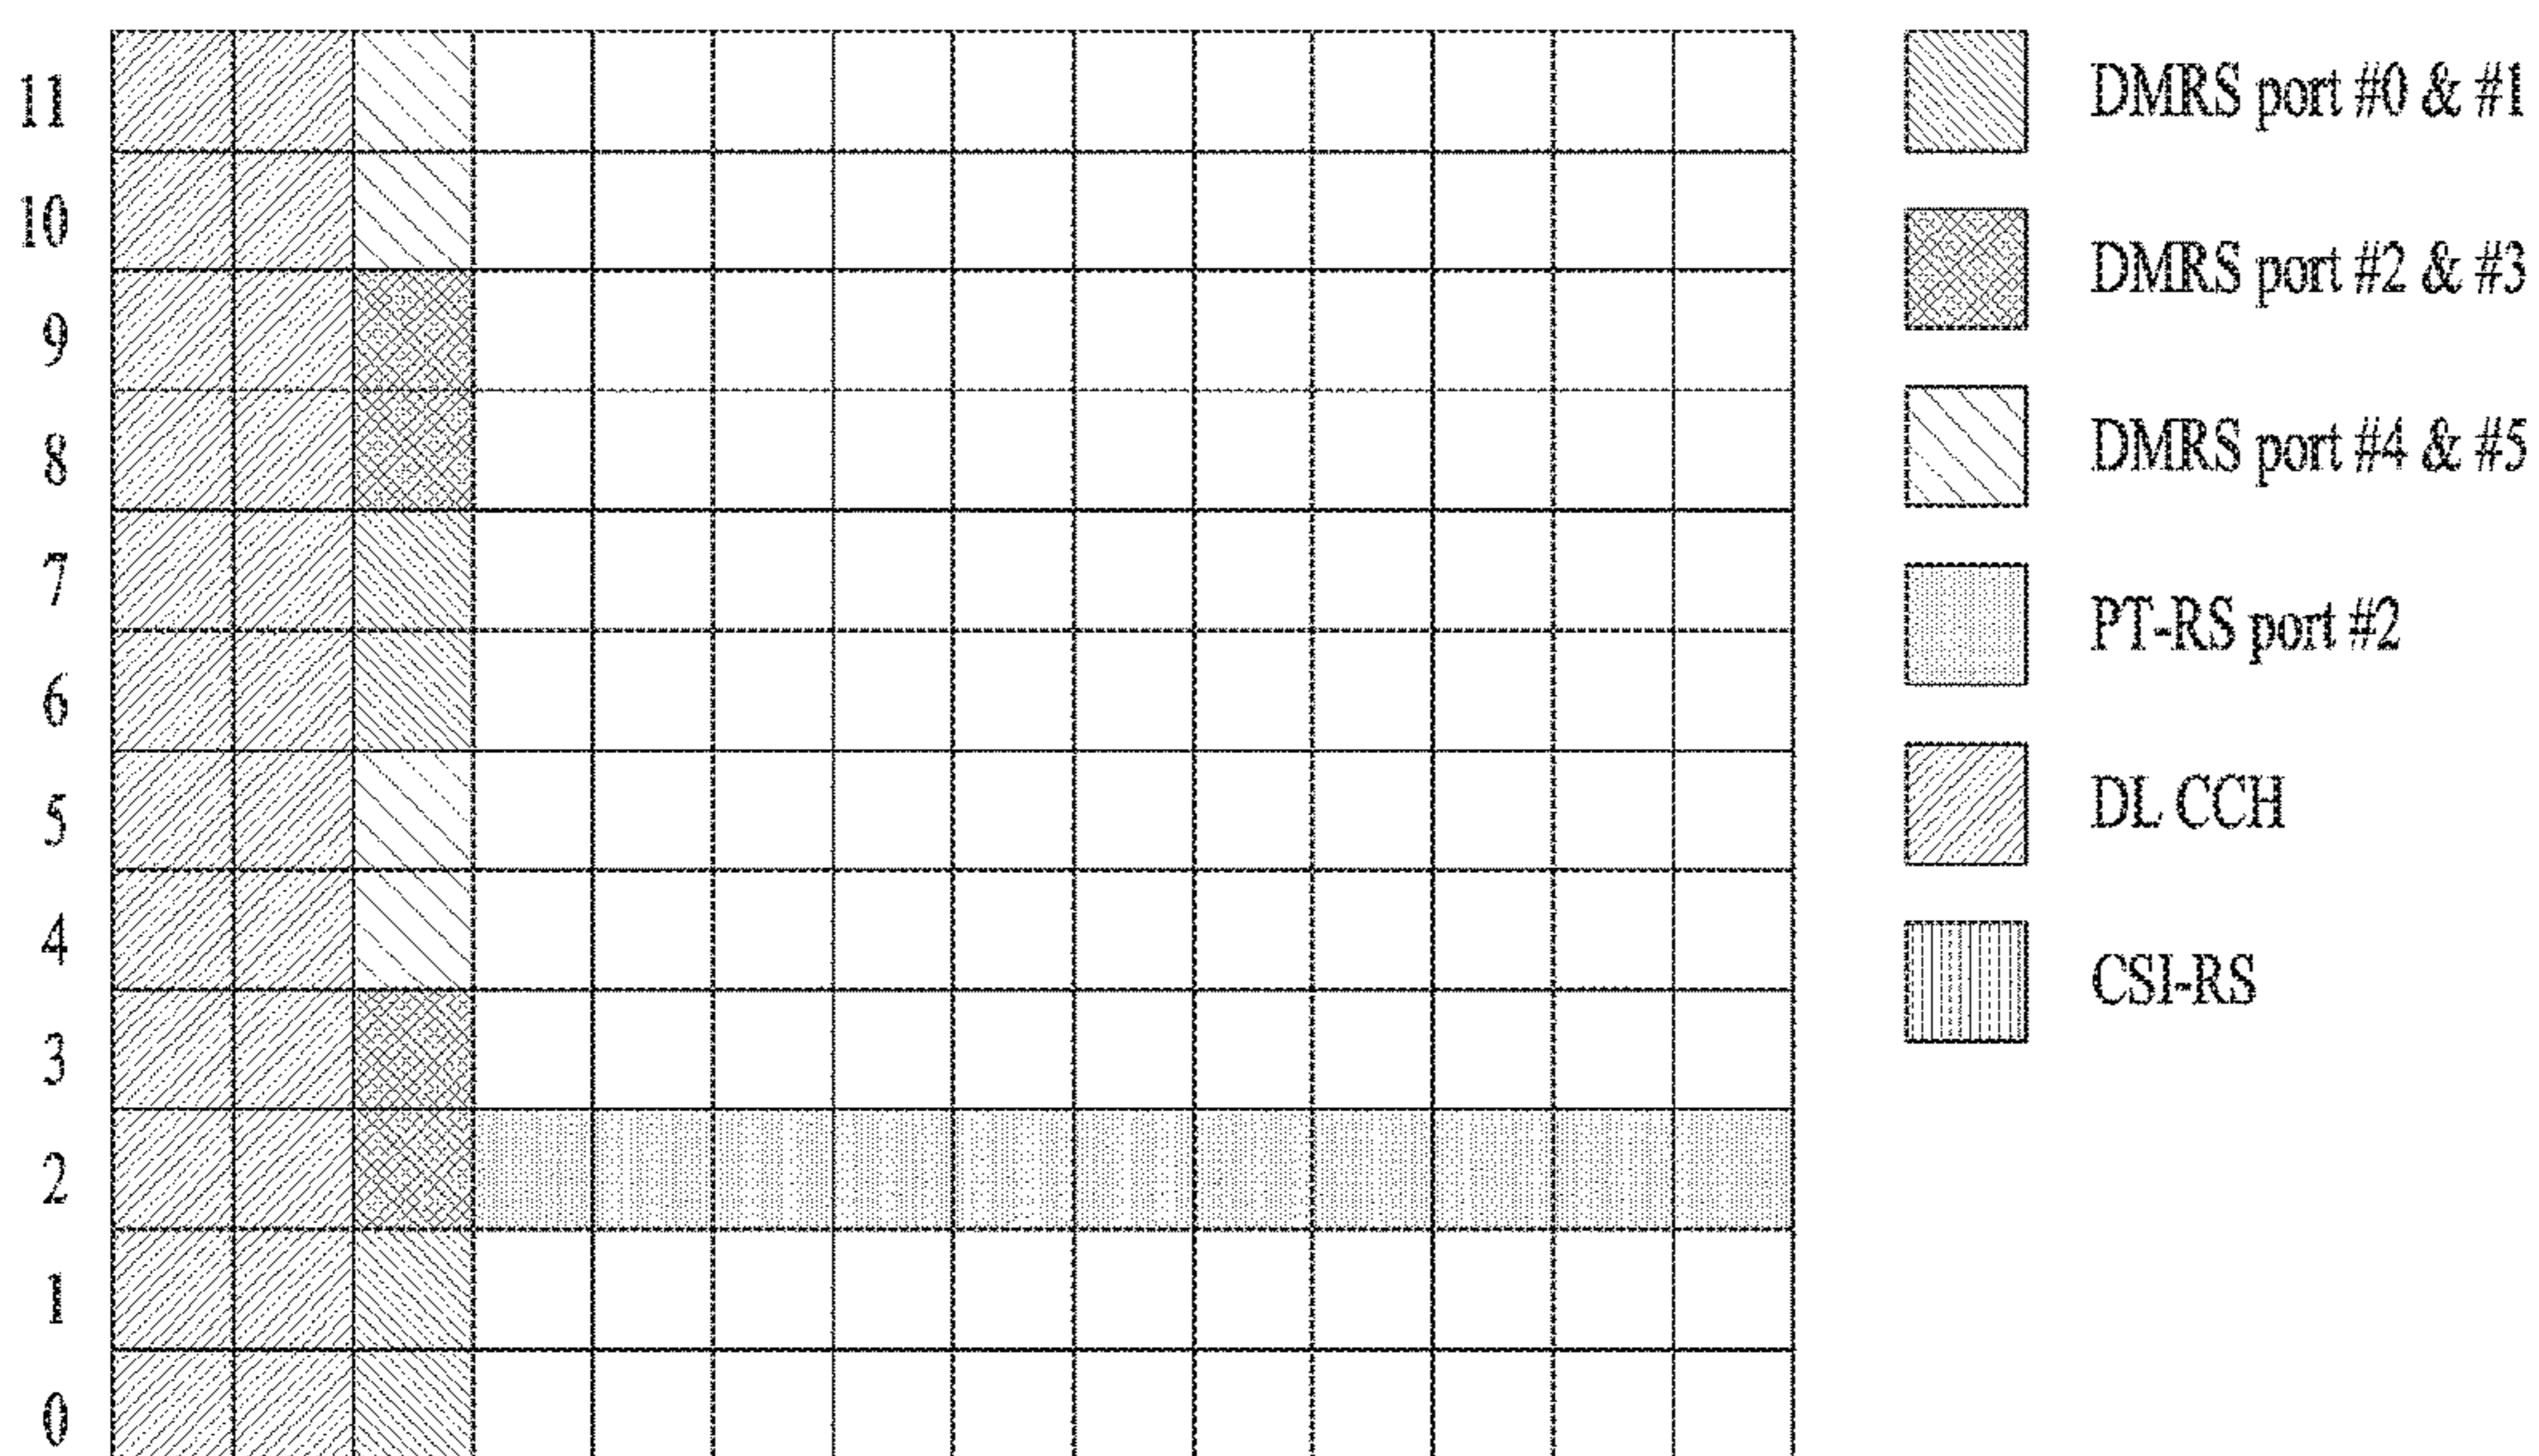 11
10
9
8
7
6
5
4
3
2
1
0
DMRS port #0 & #1
DMRS port #2 & #3
DMRS port #4 & #5
PT-RS port #2
DL CCH
CSI-RS